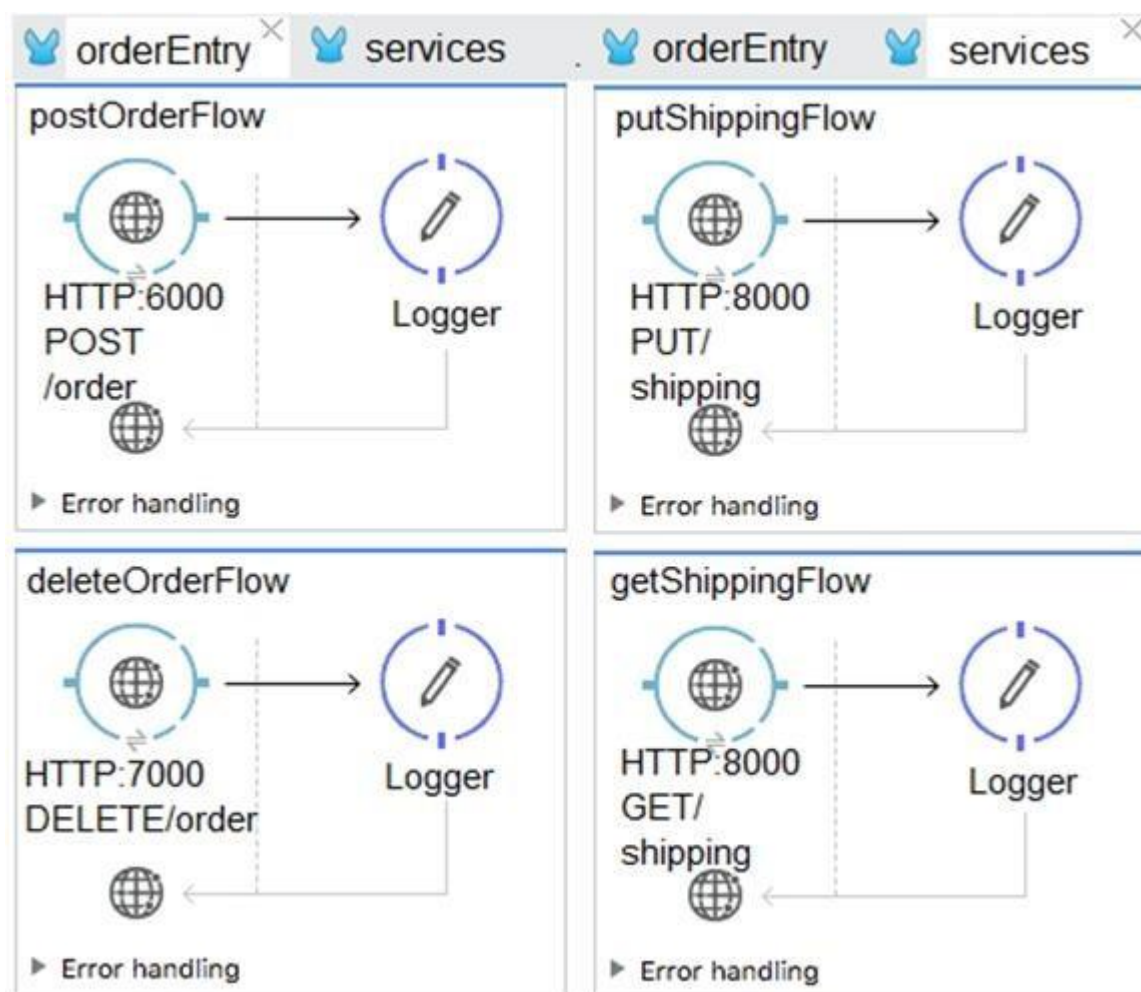 orderEntry
services
orderEntry
services
postOrderFlow
HTTP:6000
POST
/order
Logger
Error handling
putShippingFlow
HTTP:8000
PUT/
shipping
Logger
Error handling
deleteOrderFlow
HTTP:7000
DELETE/order
Logger
Error handling
getShippingFlow
HTTP:8000
GET/
shipping
Logger
Error handling